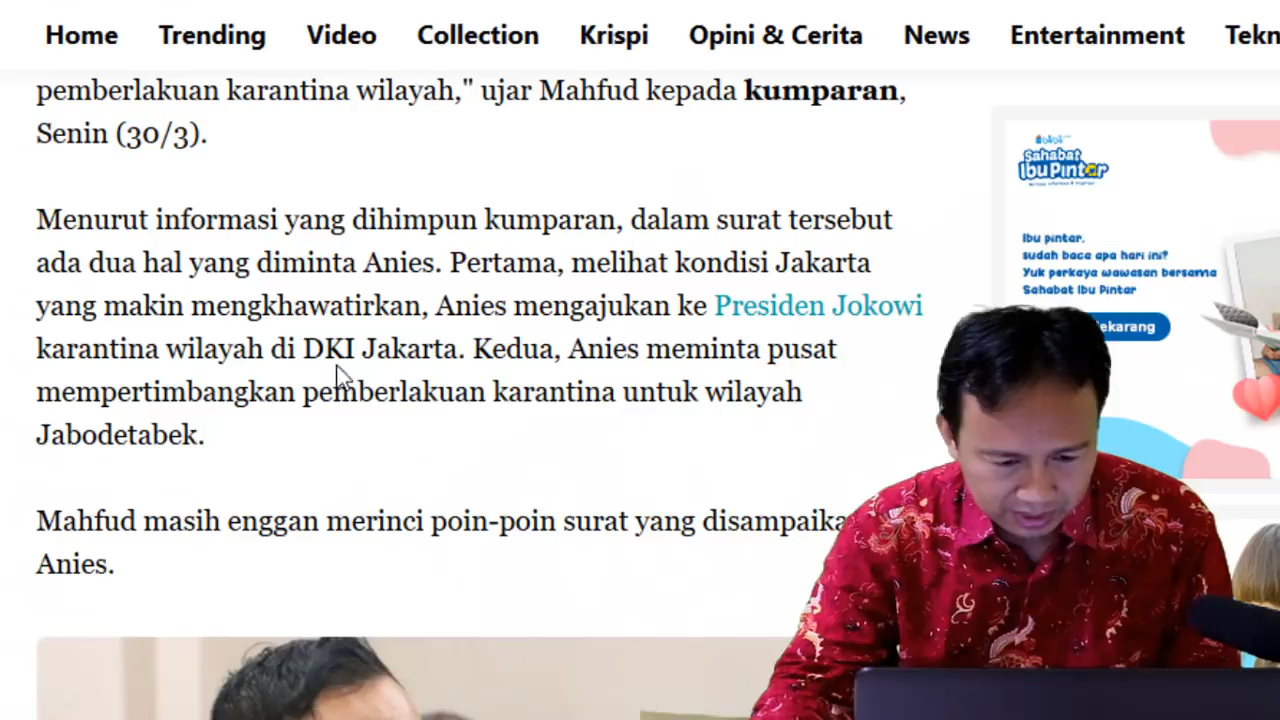 Home Trending Video Collection Krispi Opini & Cerita News Entertainment Tekn
pemberlakuan karantina wilayah," ujar Mahfud kepada kumparan,
Senin (30/3).
Menurut informasi yang dihimpun kumparan, dalam surat tersebut
ada dua hal yang diminta Anies. Pertama, melihat kondisi Jakarta
yang makin mengkhawatirkan, Anies mengajukan ke Presiden Jokowi
karantina wilayah di DKI Jakarta. Kedua, Anies meminta pusat
mempertimbangkan pemberlakuan karantina untuk wilayah
Jabodetabek.
Mahfud masih enggan merinci poin-poin surat yang disampaika
Anies.
Sahabat
Ibu Pintar
Ibu pintar,
sudah baca apa hari ini?
Yuk perkaya wawasan bersama
Sahabat Ibu Pintar
ekarang